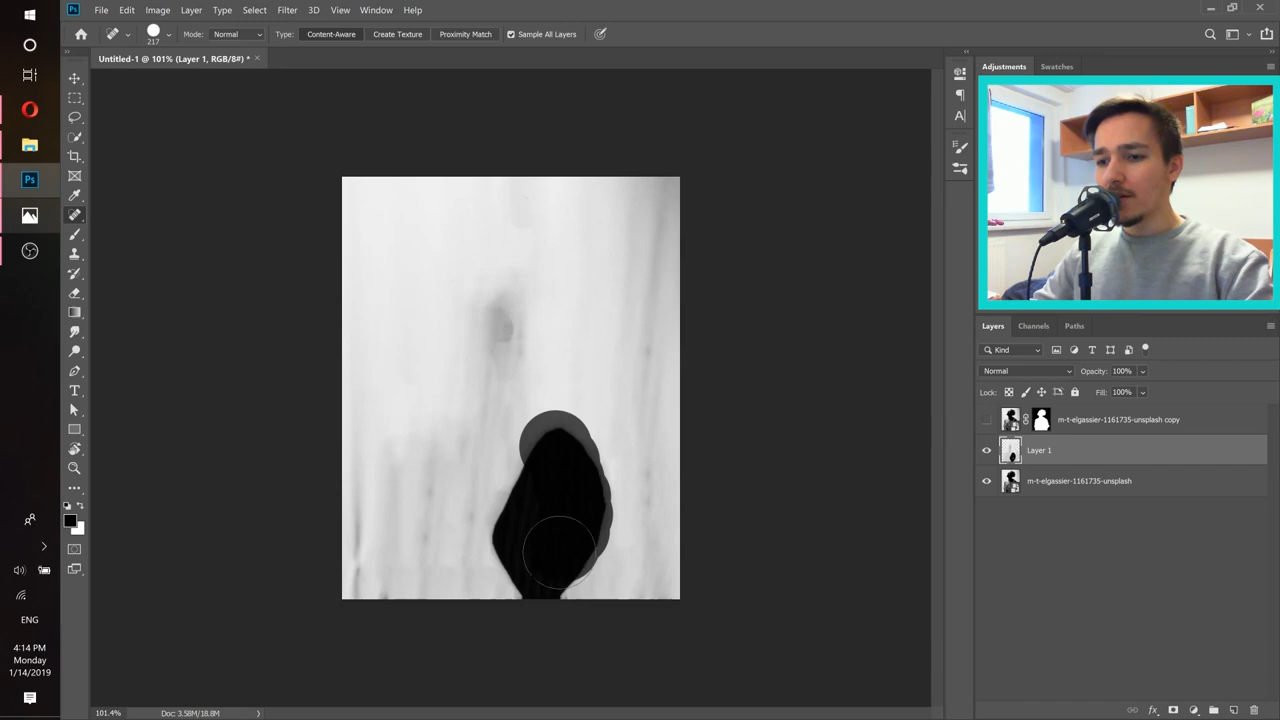 Ps File Edit Image Layer Type Select Filter 3D View Window Help
217 Mode: Normal Type: Content-Aware Create Texture Proximity Match Sample All Layers
Untitled-1 @ 101% (Layer 1, RGB/8#) *
Adjustments Swatches
Ps
Layers Channels Paths
Kind
Normal Opacity: 100%
Lock: Fill: 100%
m-t-elgassier-1161735-unsplash copy
Layer 1
m-t-elgassier-1161735-unsplash
ENG
4:14 PM
Monday
1/14/2019
101.4% Doc: 3.58M/18.8M